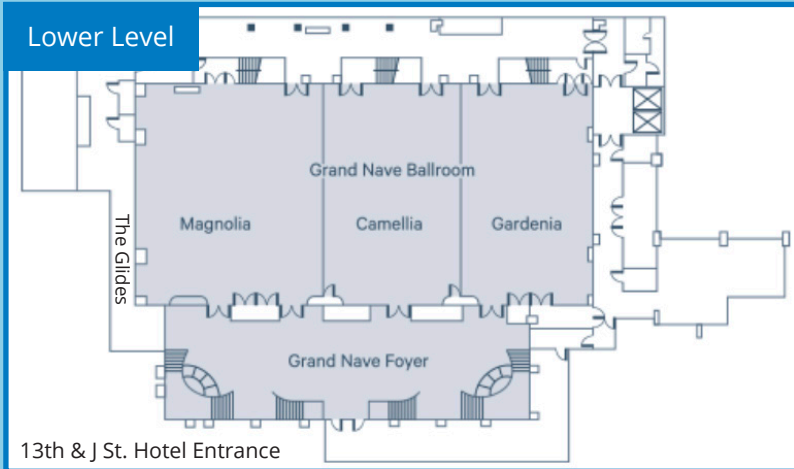 Lower Level
Grand Nave Ballroom
Magnolia
Camellia
Gardenia
The Glides
Grand Nave Foyer
13th & J St. Hotel Entrance